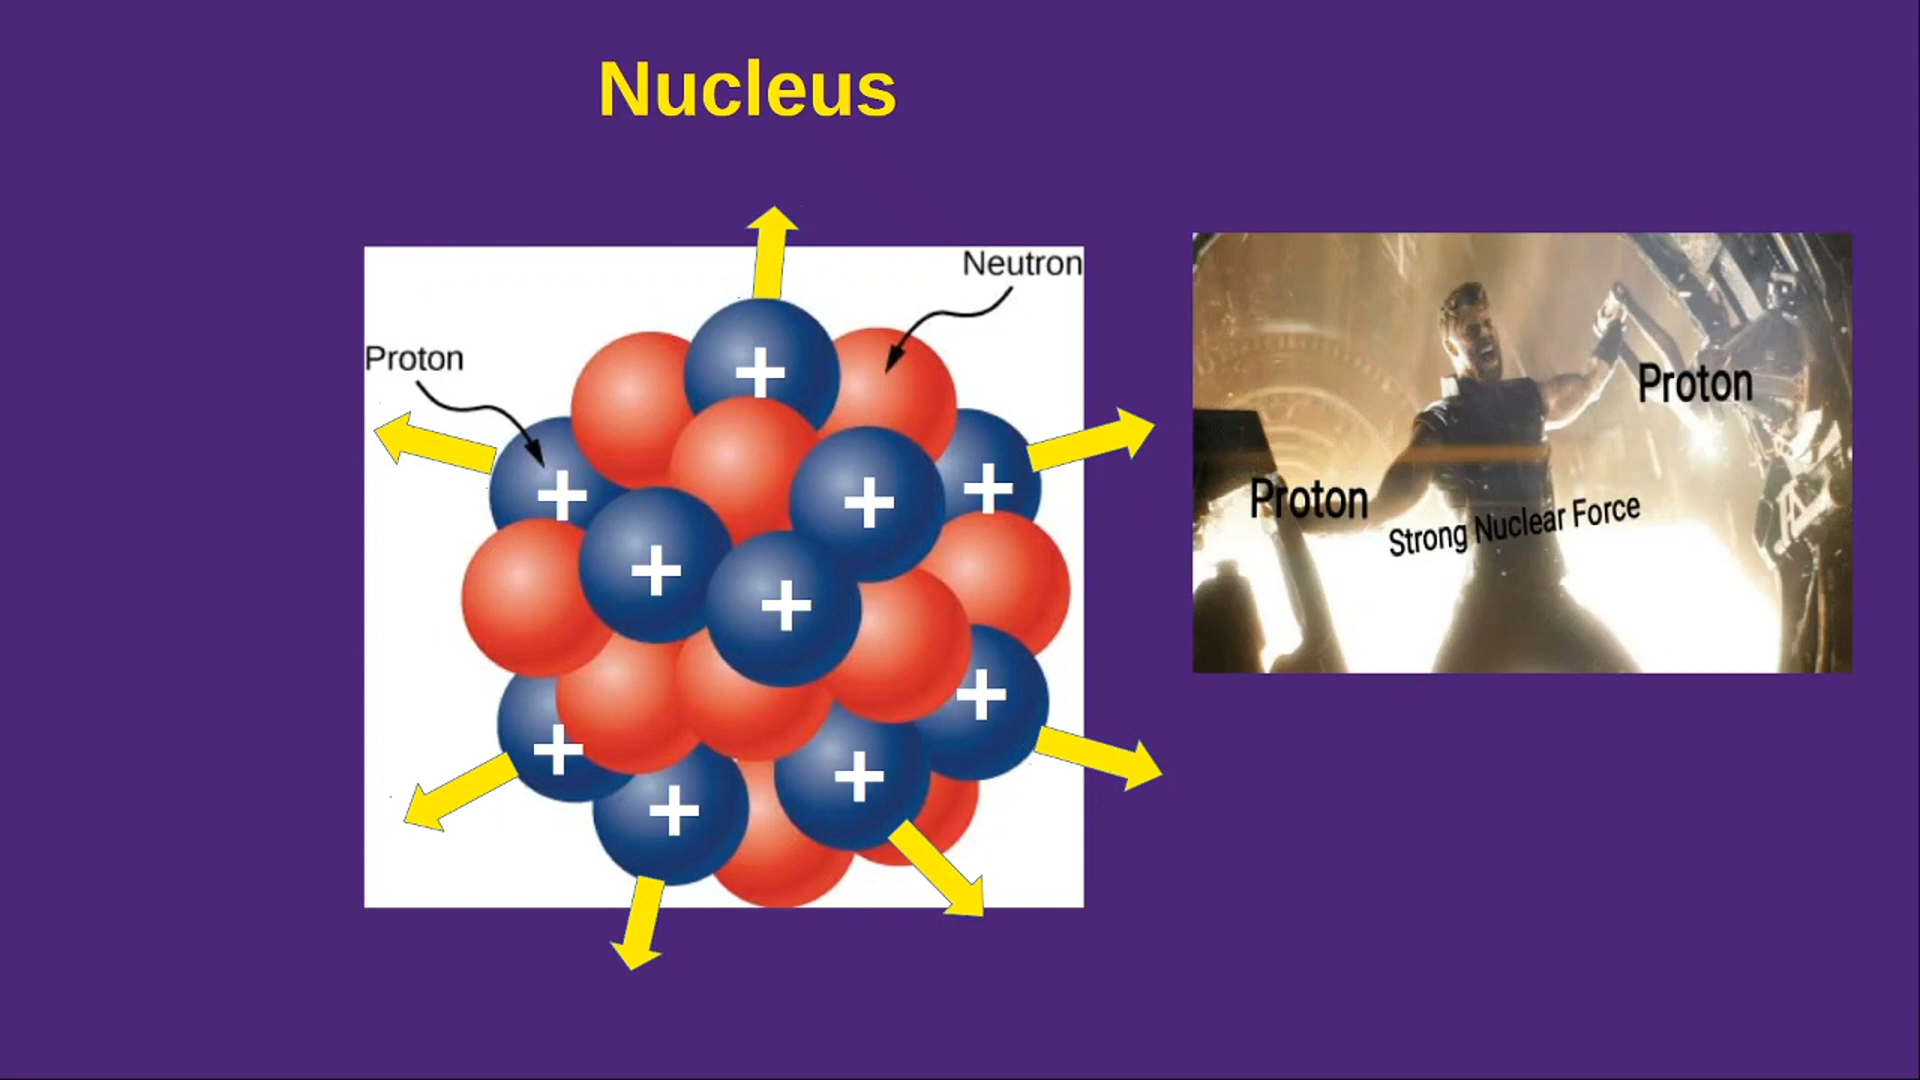 Nucleus
Neutron
Proton
+
+
+
+
+
+
+
+
+
+
Proton
Proton
Strong Nuclear Force